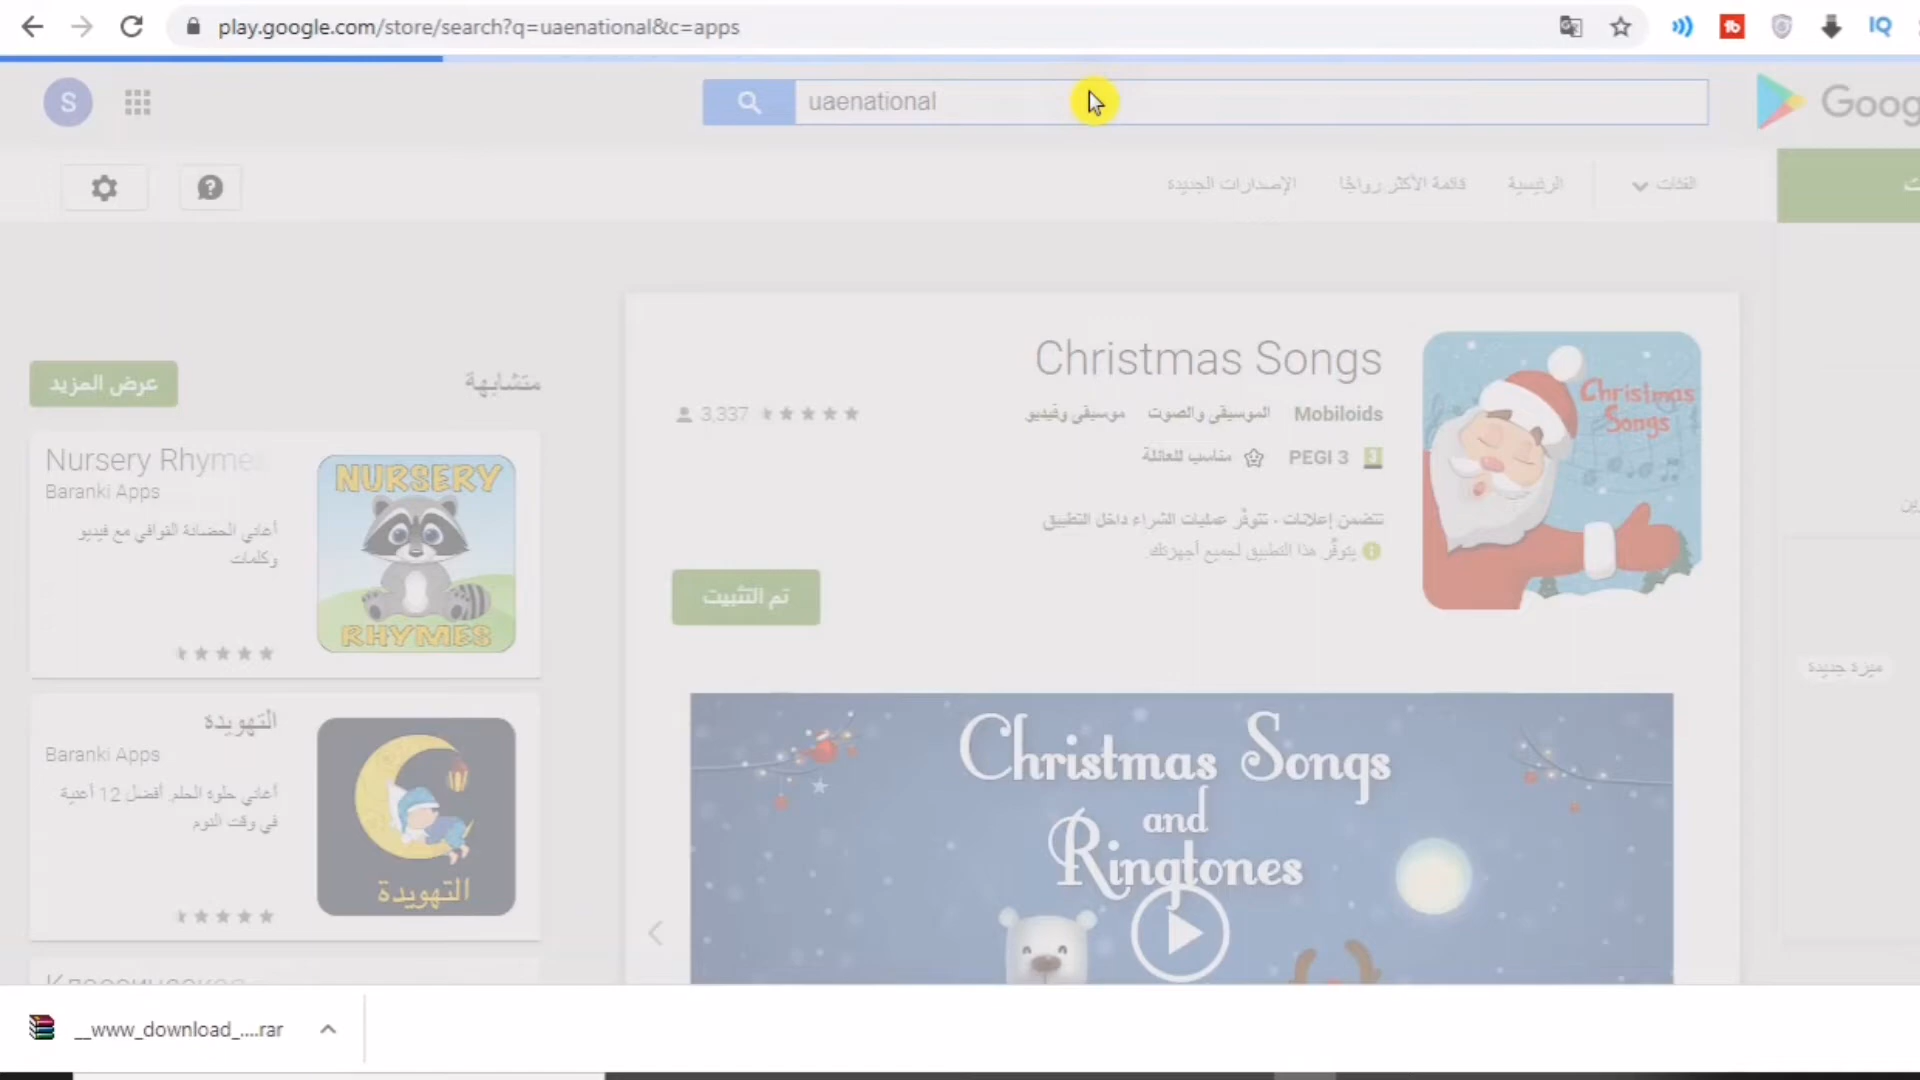 play.google.com/store/search?q=uaenational&c=apps
IQ
S
uaenational
Goog
الفئات
الرئيسية
قائمة الأكثر رواجًا
الإصدارات الجديدة
Christmas Songs
Mobiloids
الموسيقى والصوت
موسيقى وفيديو
3,337
3 PEGI 3
مناسب للعائلة
تتضمن إعلانات · تتوفّر عمليات الشراء داخل التطبيق
يتوفّر هذا التطبيق لجميع أجهزتك
تم التثبيت
Christmas
Songs
Christmas Songs
and
Ringtones
متشابهة
عرض المزيد
Nursery Rhyme
Baranki Apps
أغاني الحضانة القوافي مع فيديو
وكلمات
NURSERY
RHYMES
التهويدة
Baranki Apps
أغاني حلوة الحلم. أفضل 12 أغنية
في وقت النوم
التهويدة
ميزة جديدة
__www_download_....rar